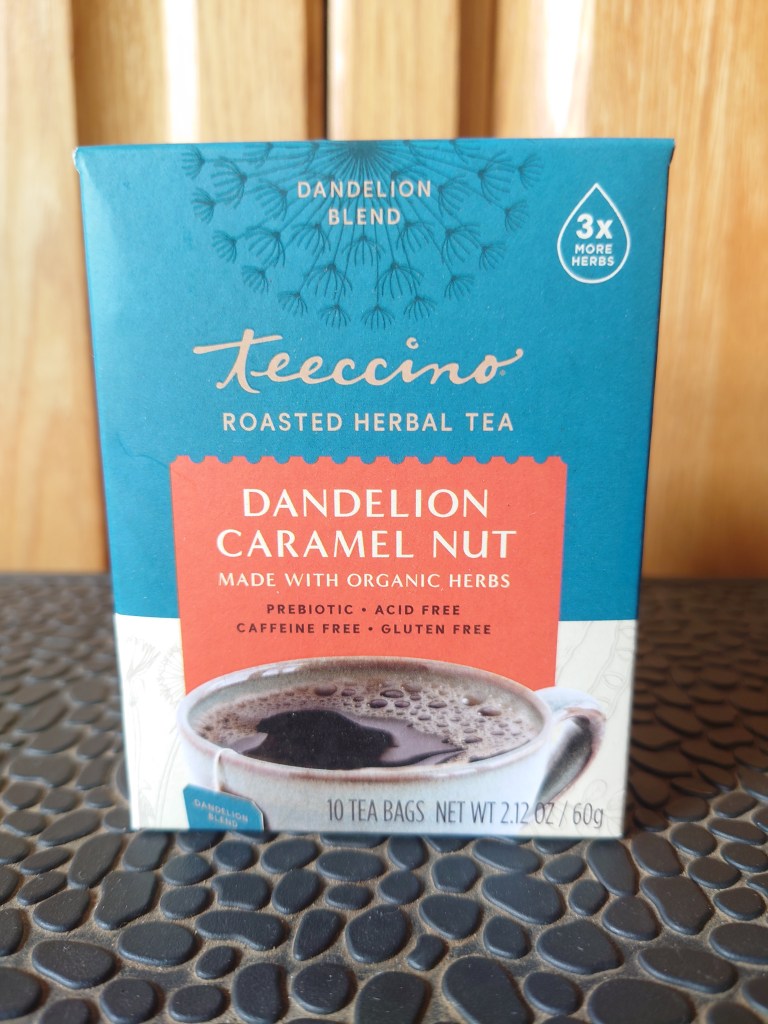 DANDELION
BLEND
3x
MORE
HERBS
teeccino®
ROASTED HERBAL TEA
DANDELION
CARAMEL NUT
MADE WITH ORGANIC HERBS
PREBIOTIC • ACID FREE
CAFFEINE FREE • GLUTEN FREE
DANDELION
BLEND
10 TEA BAGS NET WT 2.12 OZ / 60g